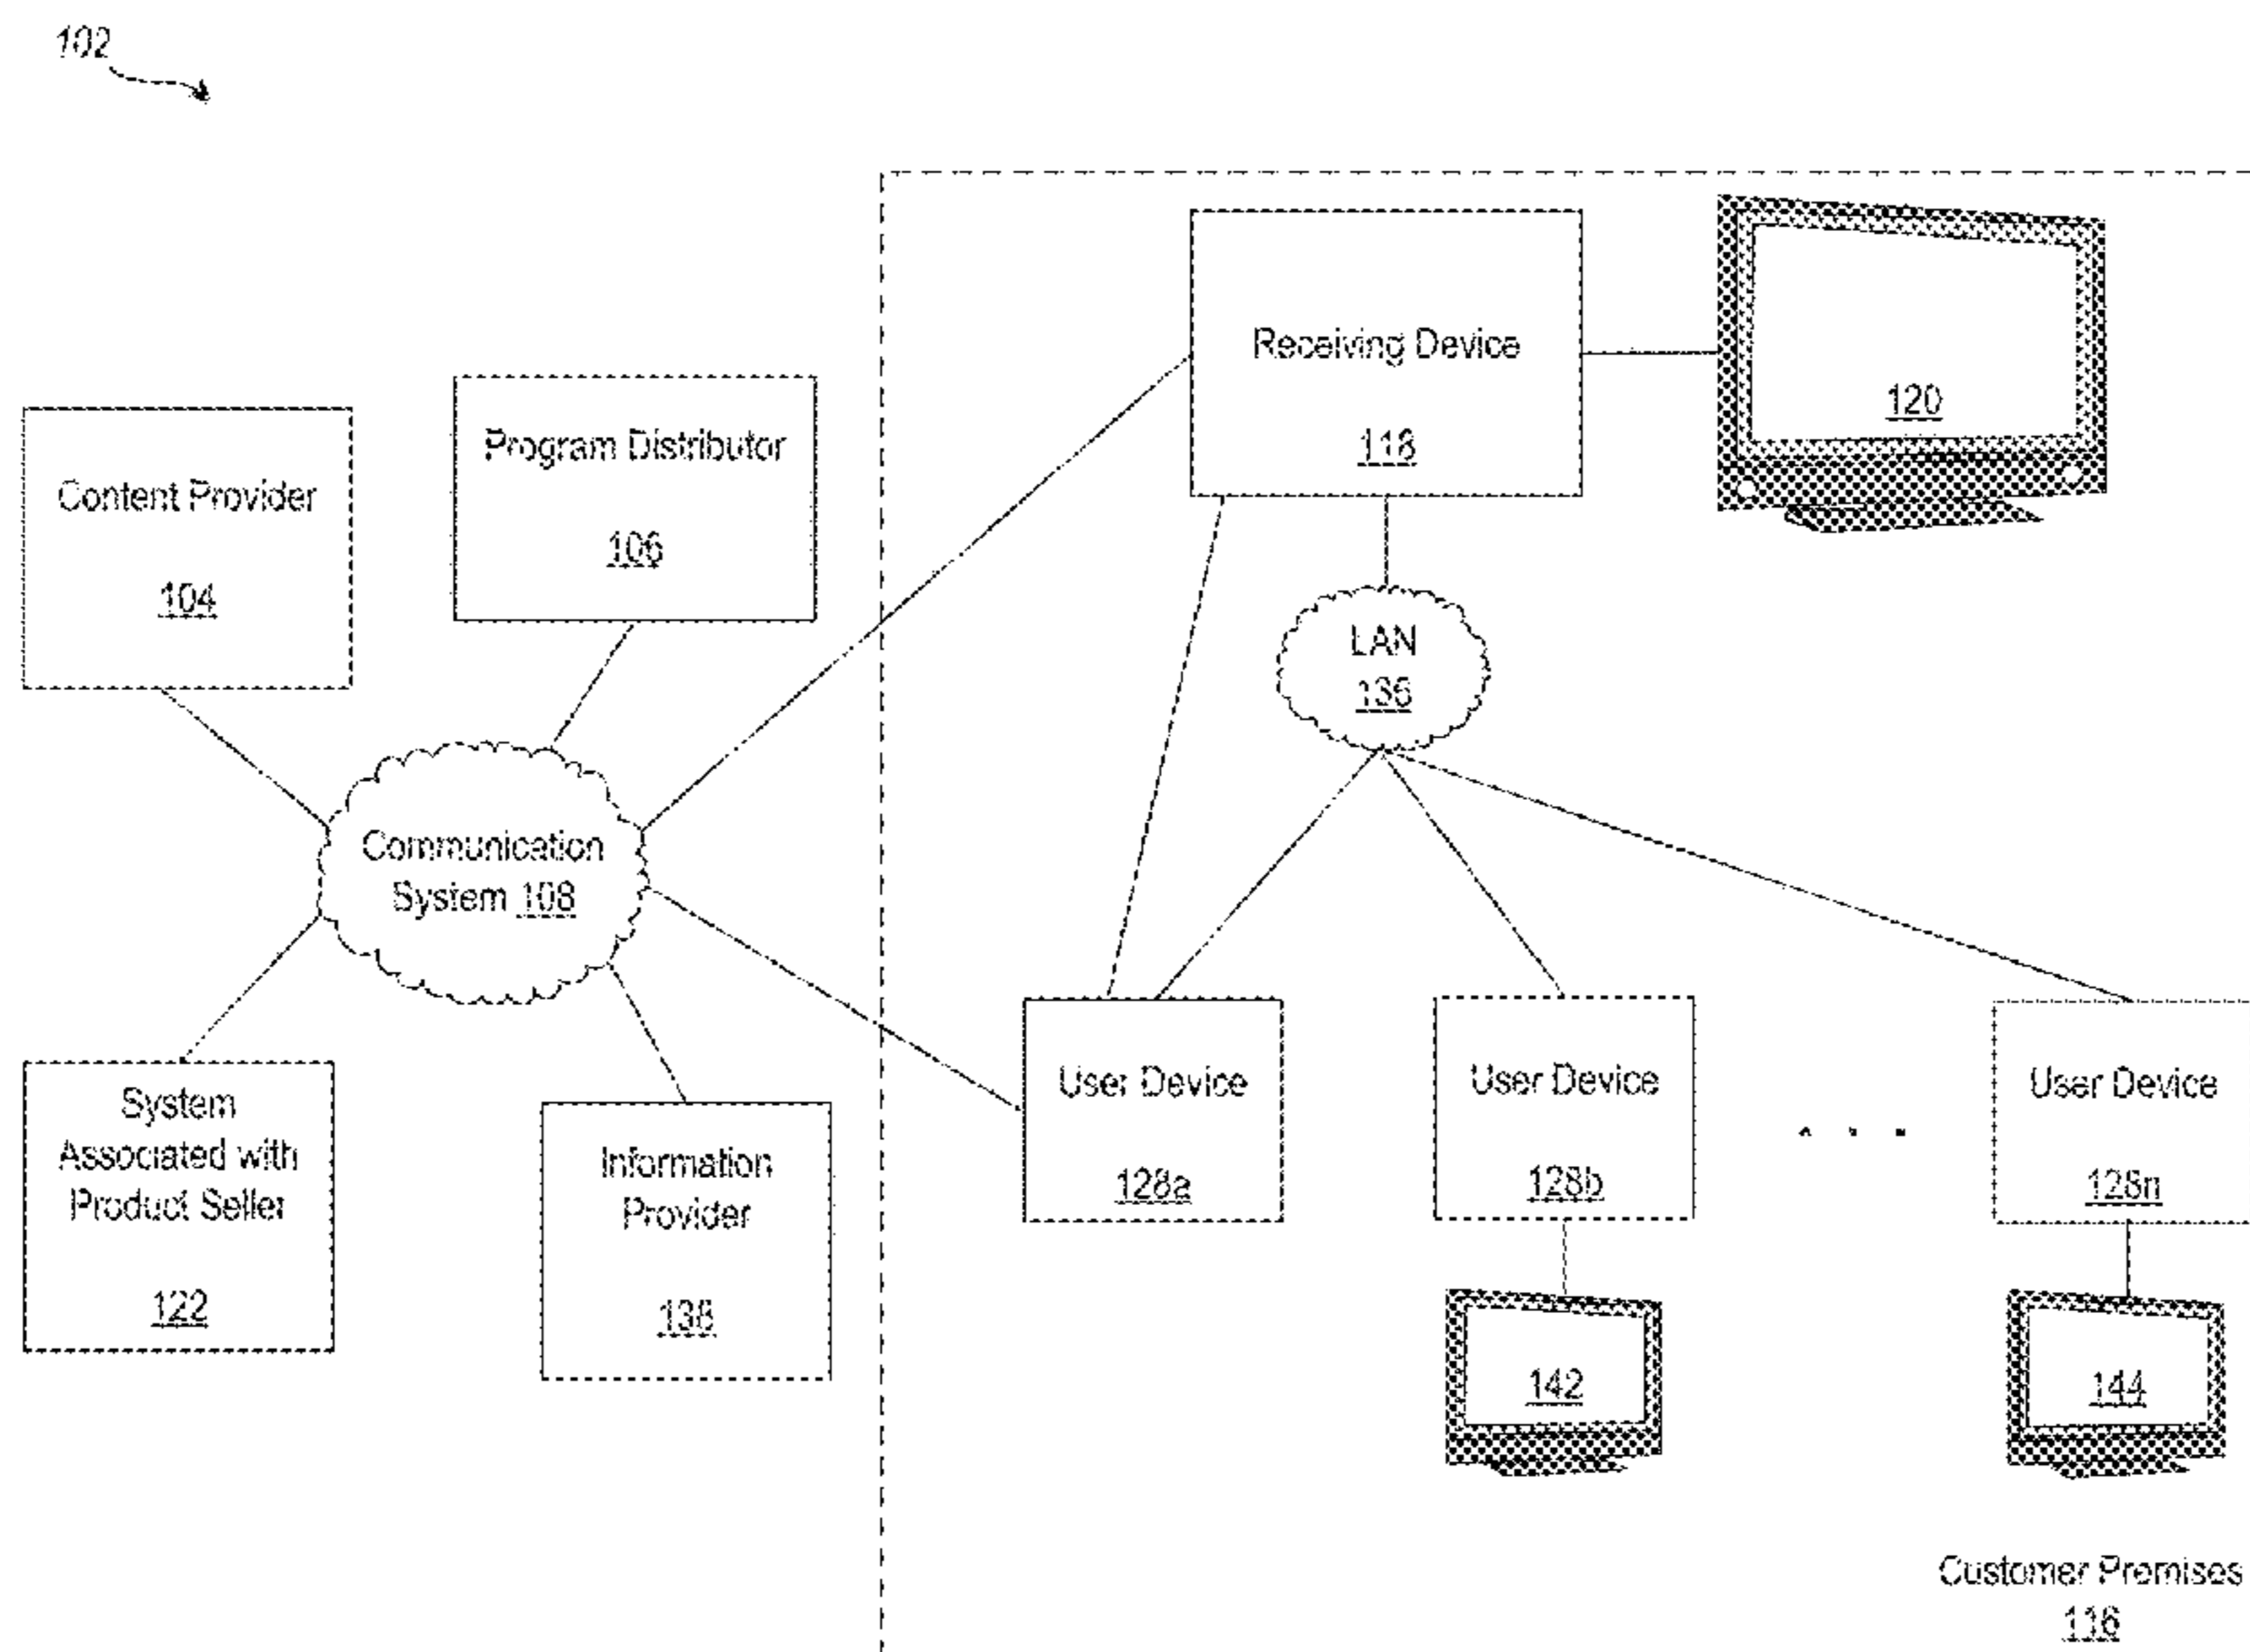 102
Content Provider
104
Program Distributor
106
Communication
System 108
System
Associated with
Product Seller
122
Information
Provider
138
Receiving Device
118
120
LAN
136
User Device
128a
User Device
128b
. . .
User Device
128n
142
144
Customer Premises
116